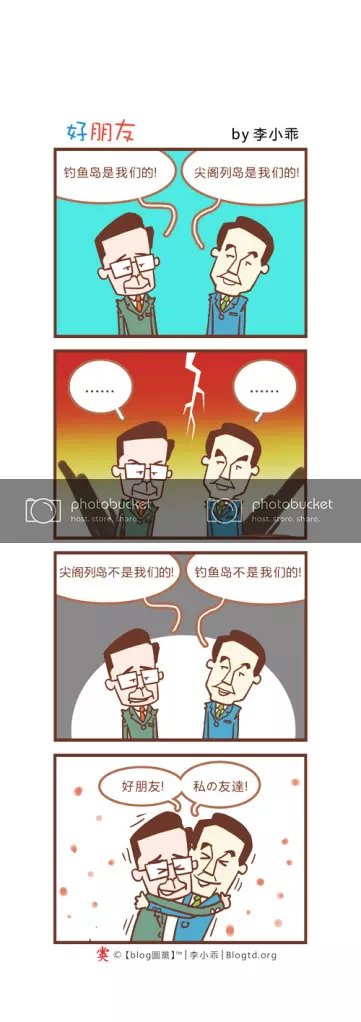 好朋友
by 李小乖
钓鱼岛是我们的!
尖阁列岛是我们的!
......
......
photobucket
host. store. share.
photobucket
host. store. share.
尖阁列岛不是我们的!
钓鱼岛不是我们的!
好朋友!
私の友達!
© 【blog圖黨】™ | 李小乖 | Blogtd.org